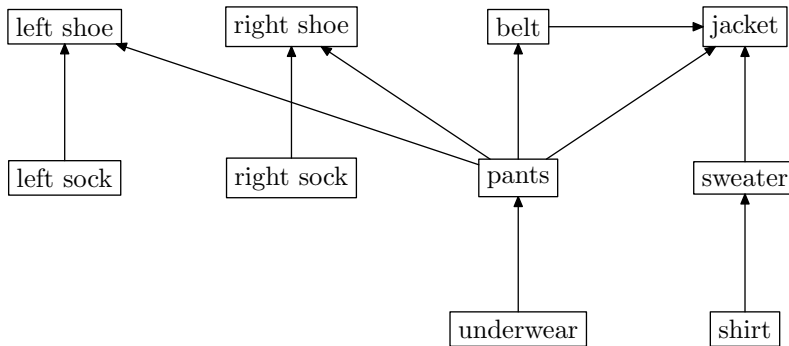 left shoe
right shoe
belt
jacket
left sock
right sock
pants
sweater
underwear
shirt